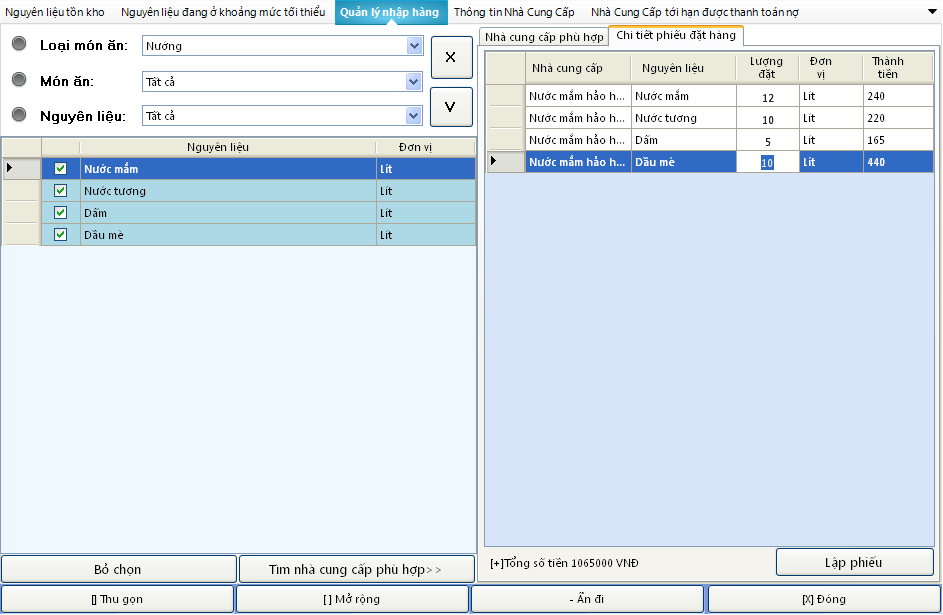 Nguyên liệu tồn kho Nguyên liệu đang ở khoảng mức tối thiểu Quản lý nhập hàng Thông tin Nhà Cung Cấp Nhà Cung Cấp tới hạn được thanh toán nợ
Loại món ăn: Nướng X
Món ăn: Tất cả
Nguyên liệu: Tất cả V
Nguyên liệu Đơn vị
Nước mắm Lít
Nước tương Lít
Dấm Lít
Dầu mè Lít
Bỏ chọn Tìm nhà cung cấp phù hợp>>
Nhà cung cấp phù hợp Chi tiết phiếu đặt hàng
Nhà cung cấp Nguyên liệu Lượng đặt Đơn vị Thành tiền
Nước mắm hảo h... Nước mắm 12 Lít 240
Nước mắm hảo h... Nước tương 10 Lít 220
Nước mắm hảo h... Dấm 5 Lít 165
Nước mắm hảo h... Dầu mè 10 Lít 440
[+]Tổng số tiền 1065000 VNĐ Lập phiếu
[] Thu gọn [ ] Mở rộng - Ẩn đi [X] Đóng